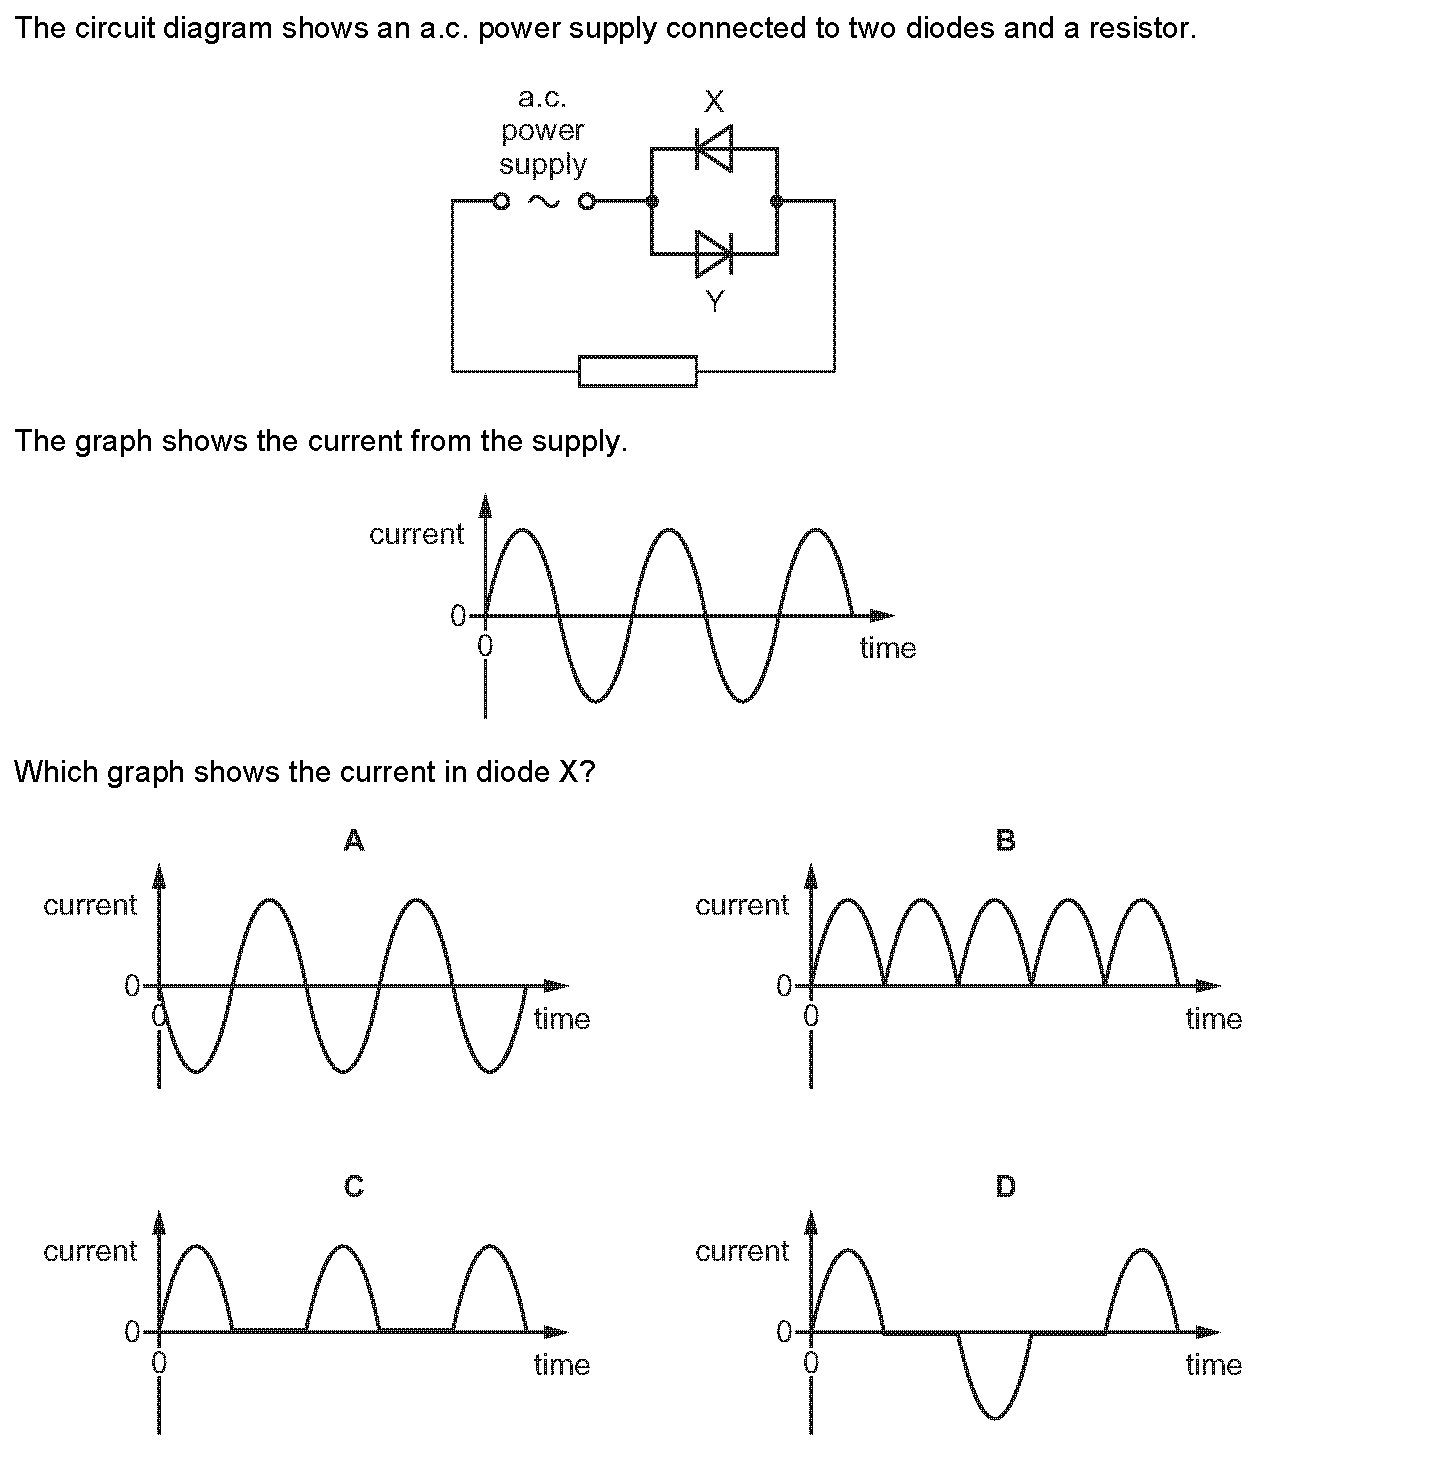 The circuit diagram shows an a.c. power supply connected to two diodes and a resistor.
a.c.
power
supply
X
Y
The graph shows the current from the supply.
current
0
0
time
Which graph shows the current in diode X?
A
current
0
0
time
B
current
0
0
time
C
current
0
0
time
D
current
0
0
time